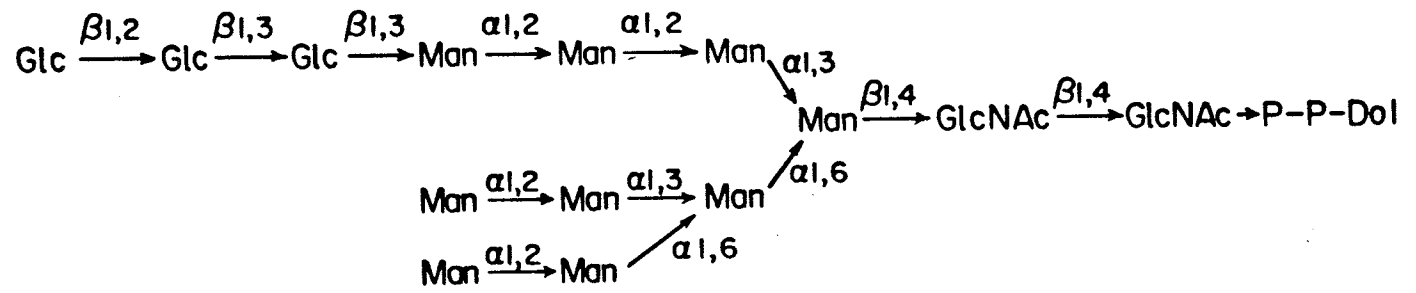 β1,2 β1,3 β1,3 α1,2 α1,2
Glc Glc Glc Man Man Man α1,3
β1,4 β1,4
Man GlcNAc GlcNAc P-P-Dol
α1,2 α1,3 α1,6
Man Man Man
α1,2 α1,6
Man Man